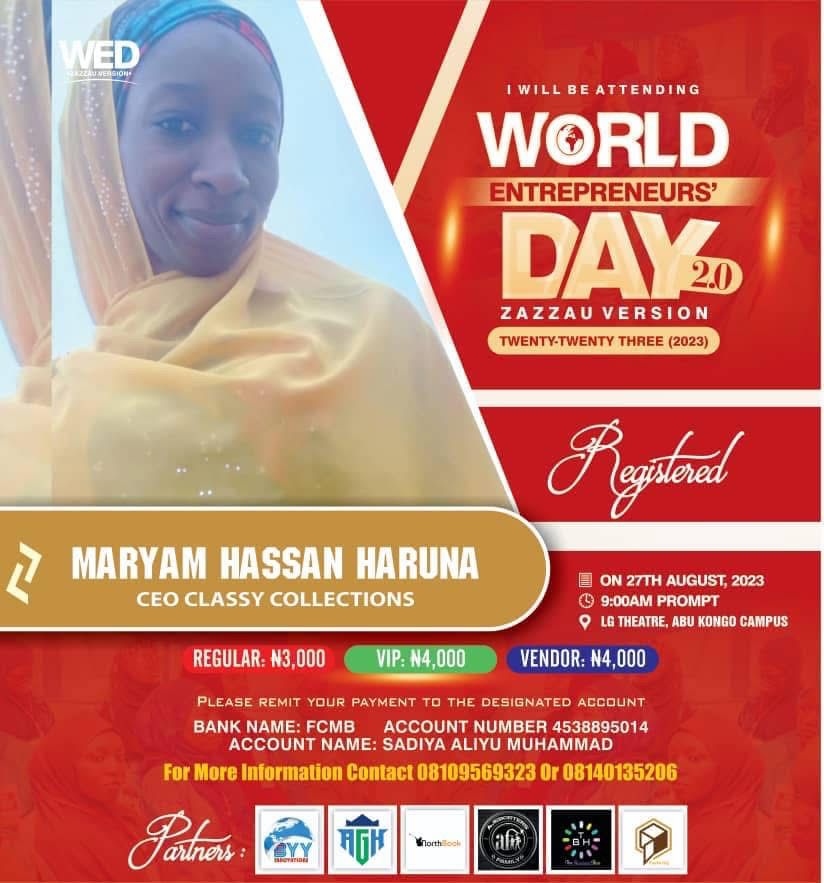 WED
ZAZZAU VERSION
I WILL BE ATTENDING
WORLD
ENTREPRENEURS'
DAY 2.0
ZAZZAU VERSION
TWENTY-TWENTY THREE (2023)
Registered
MARYAM HASSAN HARUNA
CEO CLASSY COLLECTIONS
ON 27TH AUGUST, 2023
9:00AM PROMPT
LG THEATRE, ABU KONGO CAMPUS
REGULAR: ₦3,000 VIP: ₦4,000 VENDOR: ₦4,000
PLEASE REMIT YOUR PAYMENT TO THE DESIGNATED ACCOUNT
BANK NAME: FCMB ACCOUNT NUMBER 4538895014
ACCOUNT NAME: SADIYA ALIYU MUHAMMAD
For More Information Contact 08109569323 Or 08140135206
Partners :
INNOVATIONS
AGH
NorthBook
FAMILY
TBH